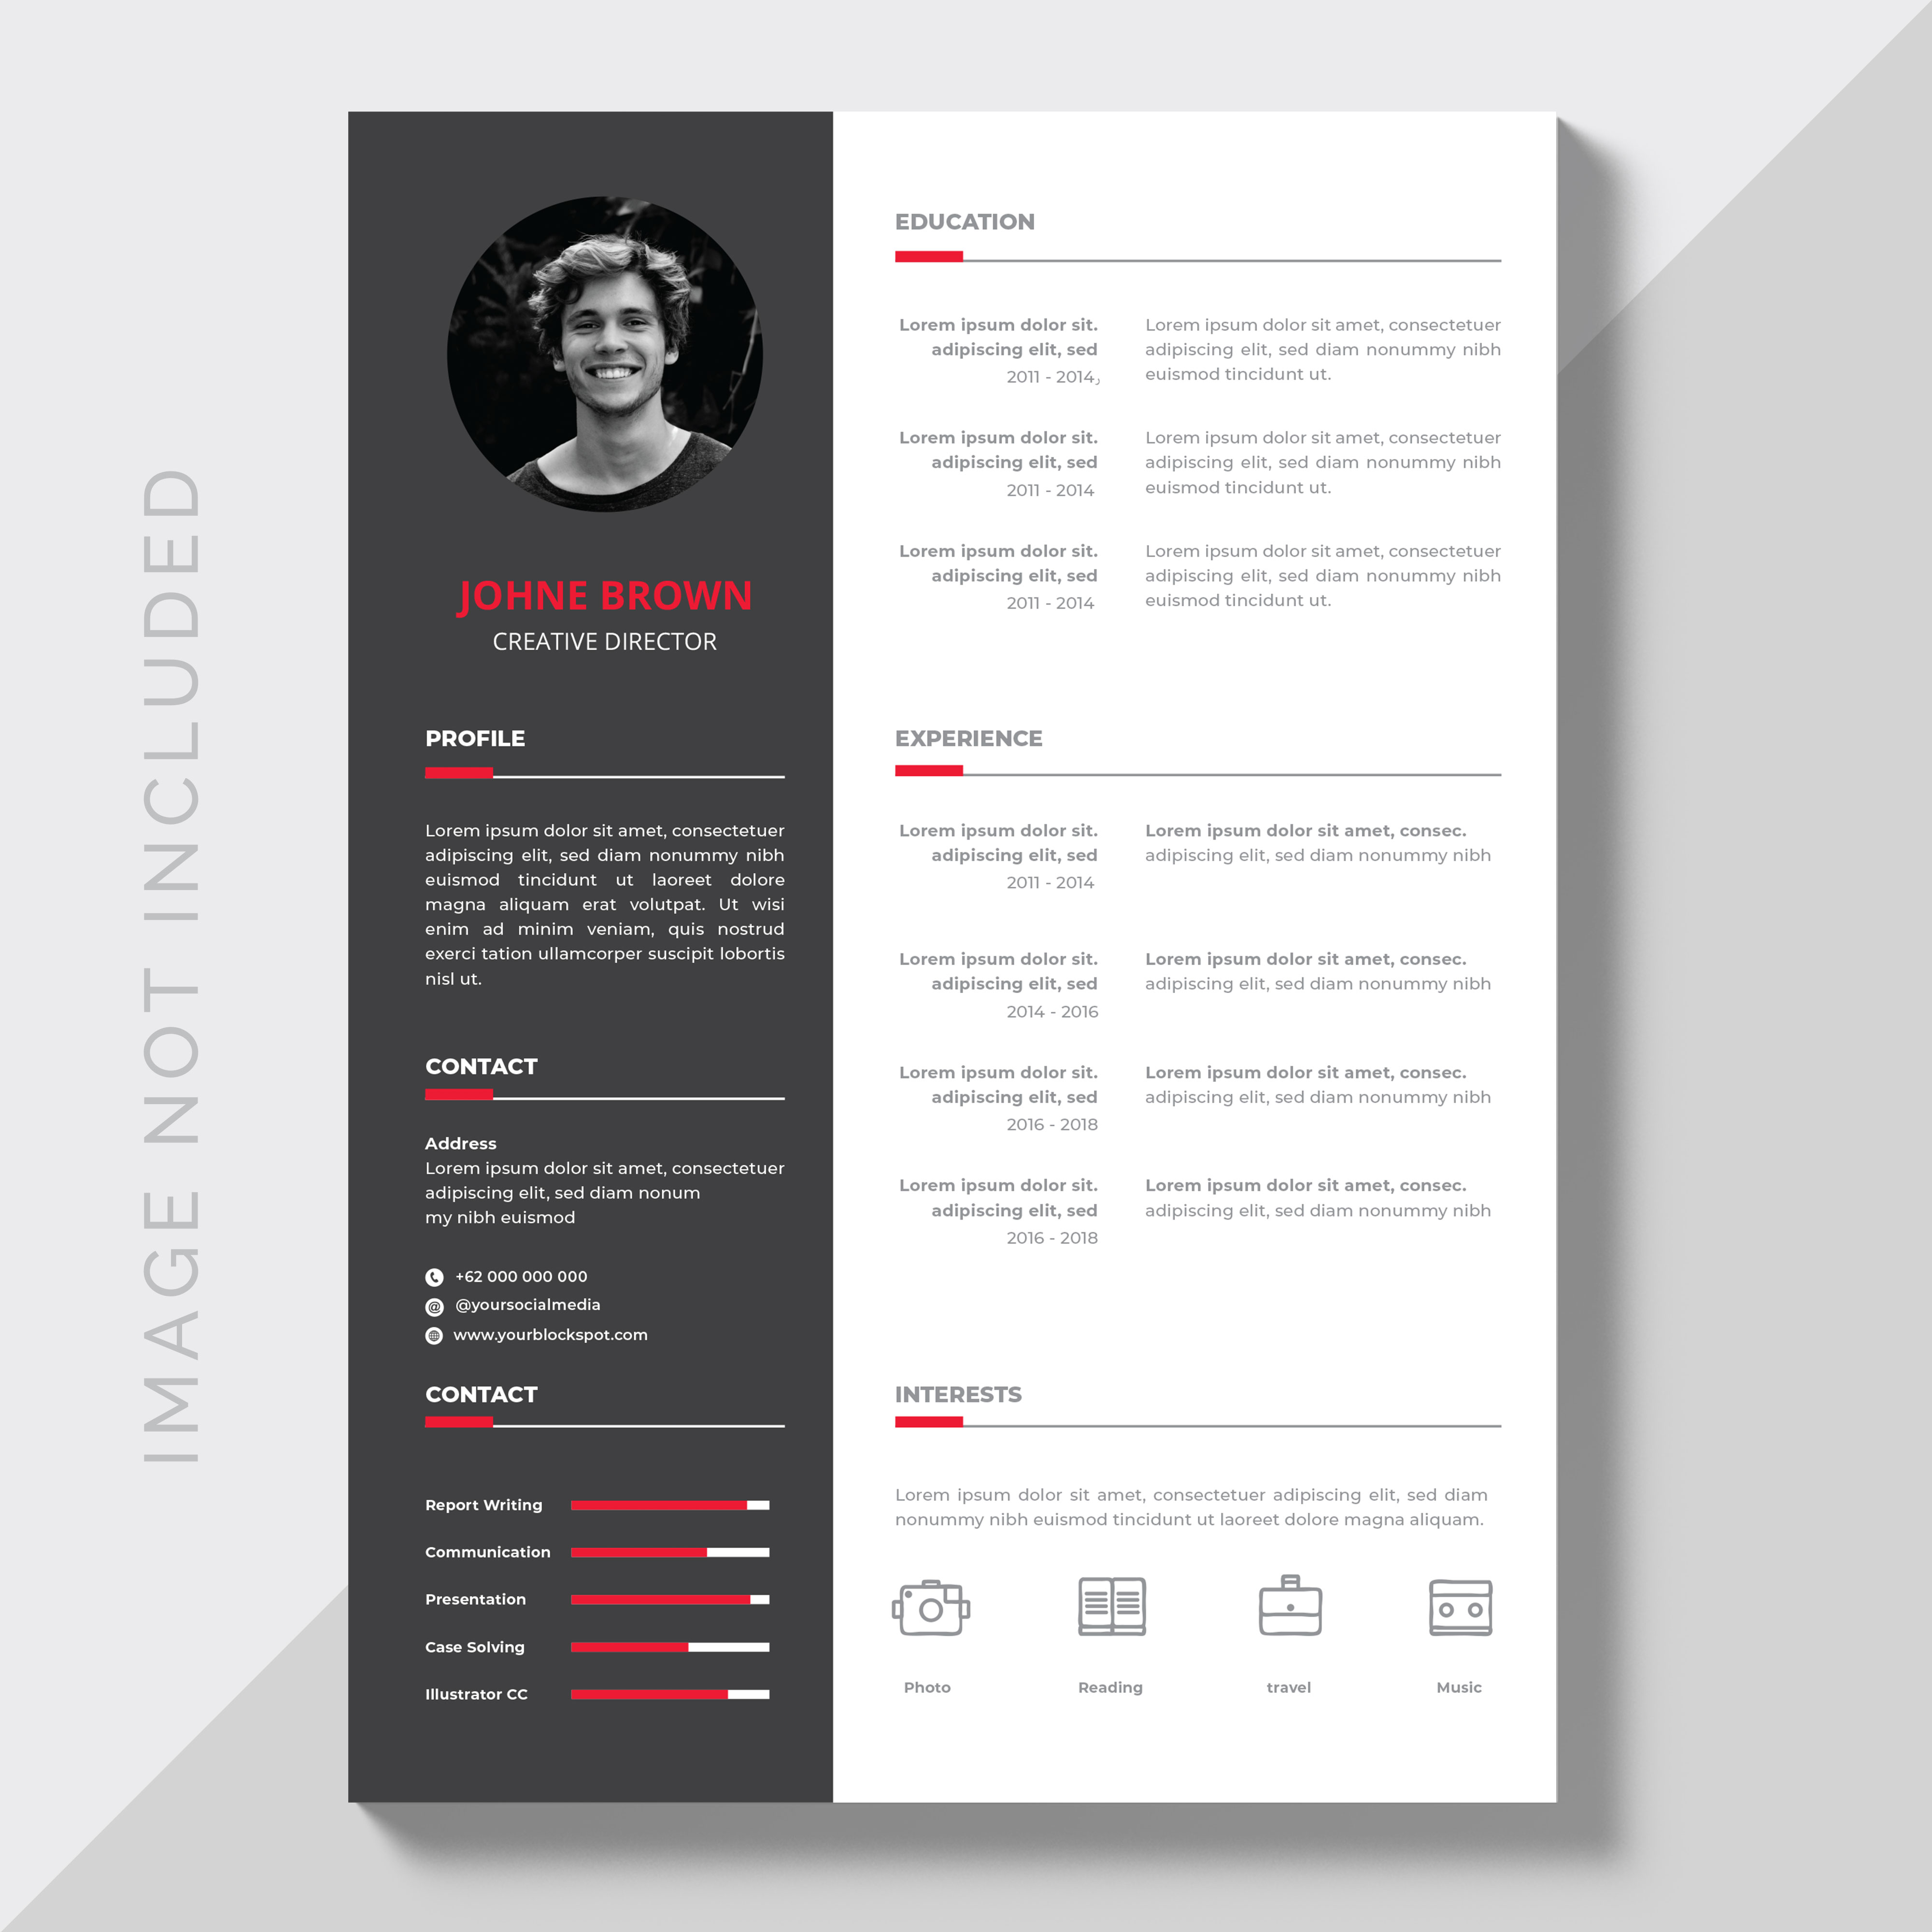 IMAGE NOT INCLUDED
JOHNE BROWN
CREATIVE DIRECTOR
PROFILE
Lorem ipsum dolor sit amet, consectetuer
adipiscing elit, sed diam nonummy nibh
euismod tincidunt ut laoreet dolore
magna aliquam erat volutpat. Ut wisi
enim ad minim veniam, quis nostrud
exerci tation ullamcorper suscipit lobortis
nisl ut.
CONTACT
Address
Lorem ipsum dolor sit amet, consectetuer
adipiscing elit, sed diam nonum
my nibh euismod
+62 000 000 000
@yoursocialmedia
www.yourblockspot.com
CONTACT
Report Writing
Communication
Presentation
Case Solving
Illustrator CC
EDUCATION
Lorem ipsum dolor sit.
adipiscing elit, sed
2011 - 2014
Lorem ipsum dolor sit amet, consectetuer
adipiscing elit, sed diam nonummy nibh
euismod tincidunt ut.
Lorem ipsum dolor sit.
adipiscing elit, sed
2011 - 2014
Lorem ipsum dolor sit amet, consectetuer
adipiscing elit, sed diam nonummy nibh
euismod tincidunt ut.
Lorem ipsum dolor sit.
adipiscing elit, sed
2011 - 2014
Lorem ipsum dolor sit amet, consectetuer
adipiscing elit, sed diam nonummy nibh
euismod tincidunt ut.
EXPERIENCE
Lorem ipsum dolor sit.
adipiscing elit, sed
2011 - 2014
Lorem ipsum dolor sit amet, consec.
adipiscing elit, sed diam nonummy nibh
Lorem ipsum dolor sit.
adipiscing elit, sed
2014 - 2016
Lorem ipsum dolor sit amet, consec.
adipiscing elit, sed diam nonummy nibh
Lorem ipsum dolor sit.
adipiscing elit, sed
2016 - 2018
Lorem ipsum dolor sit amet, consec.
adipiscing elit, sed diam nonummy nibh
Lorem ipsum dolor sit.
adipiscing elit, sed
2016 - 2018
Lorem ipsum dolor sit amet, consec.
adipiscing elit, sed diam nonummy nibh
INTERESTS
Lorem ipsum dolor sit amet, consectetuer adipiscing elit, sed diam
nonummy nibh euismod tincidunt ut laoreet dolore magna aliquam.
Photo
Reading
travel
Music